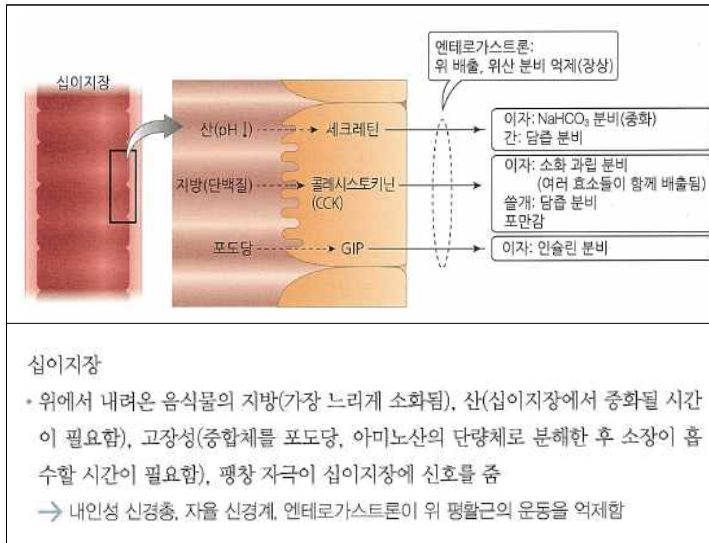 엔테로가스트론:
위 배출, 위산 분비 억제(장상)
십이지장
산(pH↓)
세크레틴
이자: NaHCO₃ 분비(중화)
간: 담즙 분비
지방(단백질)
콜레시스토키닌
(CCK)
이자: 소화 과립 분비
(여러 효소들이 함께 배출됨)
쓸개: 담즙 분비
포만감
포도당
GIP
이자: 인슐린 분비
십이지장
• 위에서 내려온 음식물의 지방(가장 느리게 소화됨), 산(십이지장에서 중화될 시간
이 필요함), 고장성(중합체를 포도당, 아미노산의 단량체로 분해한 후 소장이 흡
수할 시간이 필요함), 팽창 자극이 십이지장에 신호를 줌
→ 내인성 신경총, 자율 신경계, 엔테로가스트론이 위 평활근의 운동을 억제함